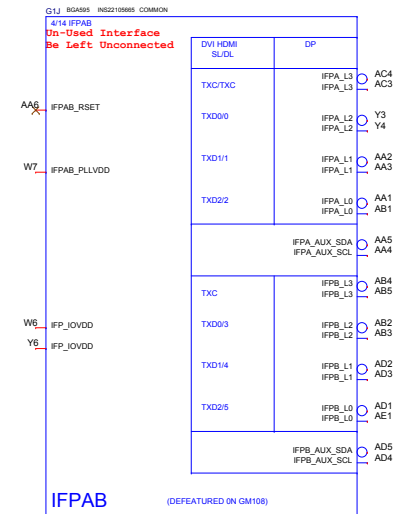 G1J BGA595 INS22105665 COMMON
4/14 IFPAB
Un-Used Interface
Be Left Unconnected
DVI HDMI DP
SL/DL
IFPA_L3 AC4
TXC/TXC IFPA_L3 AC3
AA6 IFPAB_RSET
TXD0/0 IFPA_L2 Y3
IFPA_L2 Y4
TXD1/1 IFPA_L1 AA2
W7 IFPAB_PLLVDD IFPA_L1 AA3
TXD2/2 IFPA_L0 AA1
IFPA_L0 AB1
IFPA_AUX_SDA AA5
IFPA_AUX_SCL AA4
IFPB_L3 AB4
TXC IFPB_L3 AB5
W6 IFP_IOVDD TXD0/3 IFPB_L2 AB2
IFPB_L2 AB3
Y6 IFP_IOVDD
TXD1/4 IFPB_L1 AD2
IFPB_L1 AD3
TXD2/5 IFPB_L0 AD1
IFPB_L0 AE1
IFPB_AUX_SDA AD5
IFPB_AUX_SCL AD4
IFPAB (DEFEATURED 0N GM108)